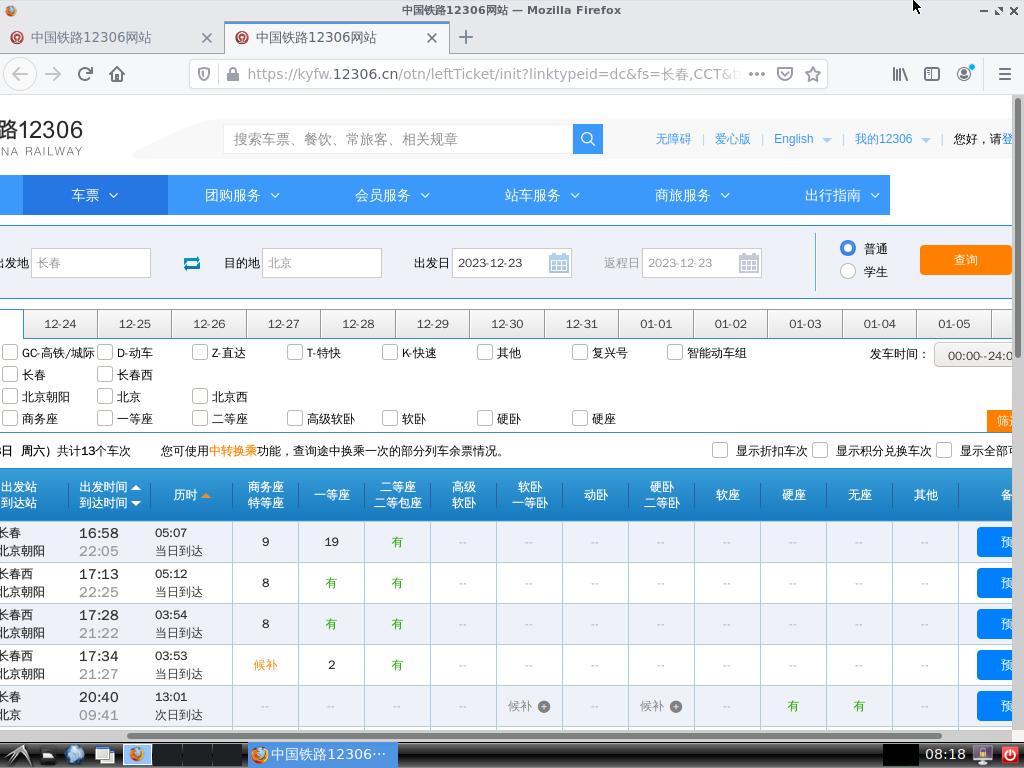 中国铁路12306网站 — Mozilla Firefox
中国铁路12306网站
中国铁路12306网站
https://kyfw.12306.cn/otn/leftTicket/init?linktypeid=dc&fs=长春,CCT&t
路12306
NA RAILWAY
搜索车票、餐饮、常旅客、相关规章
无障碍 | 爱心版 | English | 我的12306 | 您好，请登
车票 团购服务 会员服务 站车服务 商旅服务 出行指南
出发地 长春 目的地 北京 出发日 2023-12-23 返程日 2023-12-23 普通 学生 查询
12-24 12-25 12-26 12-27 12-28 12-29 12-30 12-31 01-01 01-02 01-03 01-04 01-05
GC-高铁/城际 D-动车 Z-直达 T-特快 K-快速 其他 复兴号 智能动车组 发车时间： 00:00--24:0
长春 长春西
北京朝阳 北京 北京西
商务座 一等座 二等座 高级软卧 软卧 硬卧 硬座 筛
日 周六）共计13个车次 您可使用中转换乘功能，查询途中换乘一次的部分列车余票情况。 显示折扣车次 显示积分兑换车次 显示全部可
出发站 到达站 出发时间 到达时间 历时 商务座 特等座 一等座 二等座 二等包座 高级 软卧 软卧 一等卧 动卧 硬卧 二等卧 软座 硬座 无座 其他 备
长春 16:58 05:07 9 19 有 -- -- -- -- -- -- -- -- 预
北京朝阳 22:05 当日到达
长春西 17:13 05:12 8 有 有 -- -- -- -- -- -- -- -- 预
北京朝阳 22:25 当日到达
长春西 17:28 03:54 8 有 有 -- -- -- -- -- -- -- -- 预
北京朝阳 21:22 当日到达
长春西 17:34 03:53 候补 2 有 -- -- -- -- -- -- -- -- 预
北京朝阳 21:27 当日到达
长春 20:40 13:01 -- -- -- -- 候补 -- 候补 -- 有 有 -- 预
北京 09:41 次日到达
中国铁路12306…
08:18